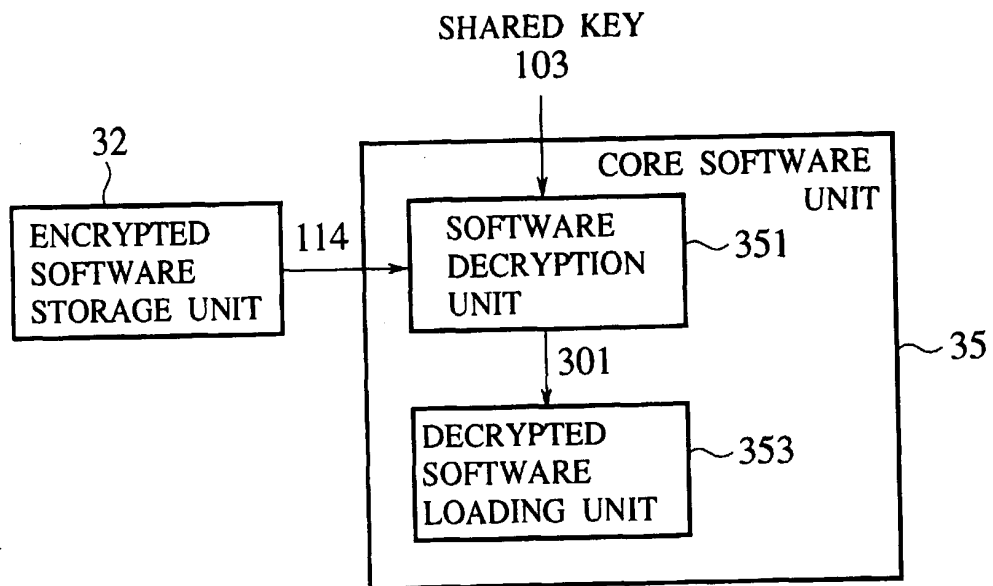 SHARED KEY
103
32
CORE SOFTWARE
UNIT
ENCRYPTED
SOFTWARE
STORAGE UNIT
114
SOFTWARE
DECRYPTION
UNIT
351
301
35
DECRYPTED
SOFTWARE
LOADING UNIT
353